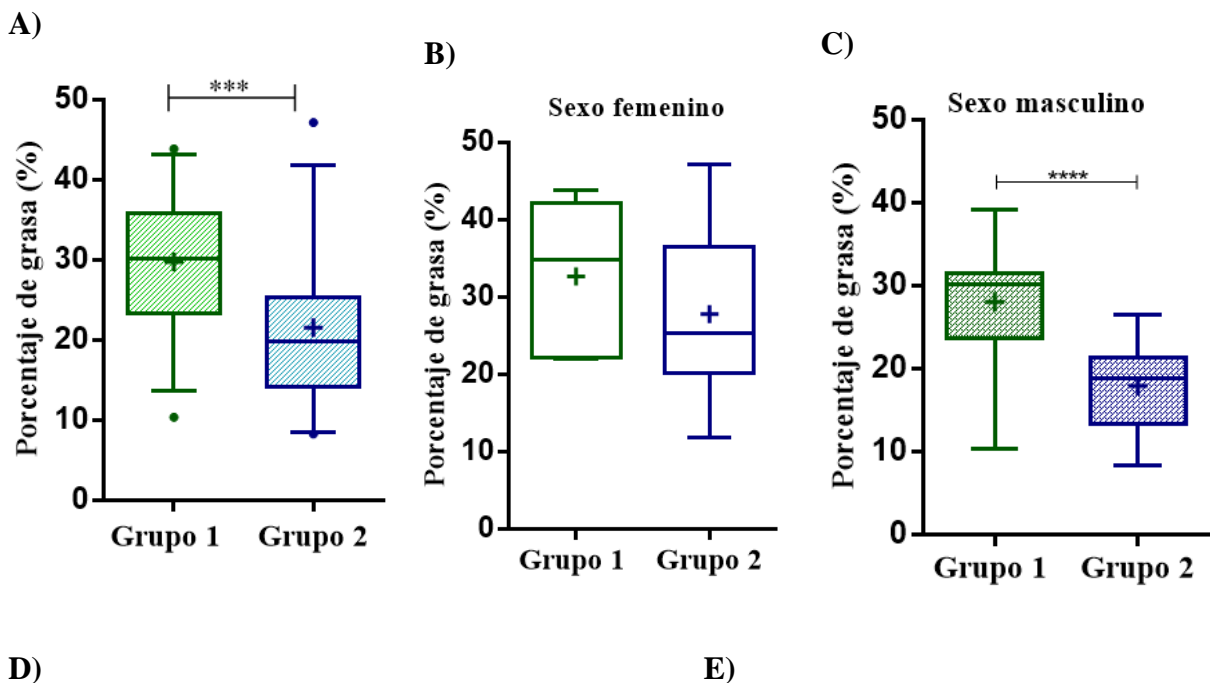 A)
***
50
40
30
20
10
0
Porcentaje de grasa (%)
Grupo 1 Grupo 2
B)
Sexo femenino
50
40
30
20
10
0
Porcentaje de grasa (%)
Grupo 1 Grupo 2
C)
Sexo masculino
****
50
40
30
20
10
0
Porcentaje de grasa (%)
Grupo 1 Grupo 2
D)
E)